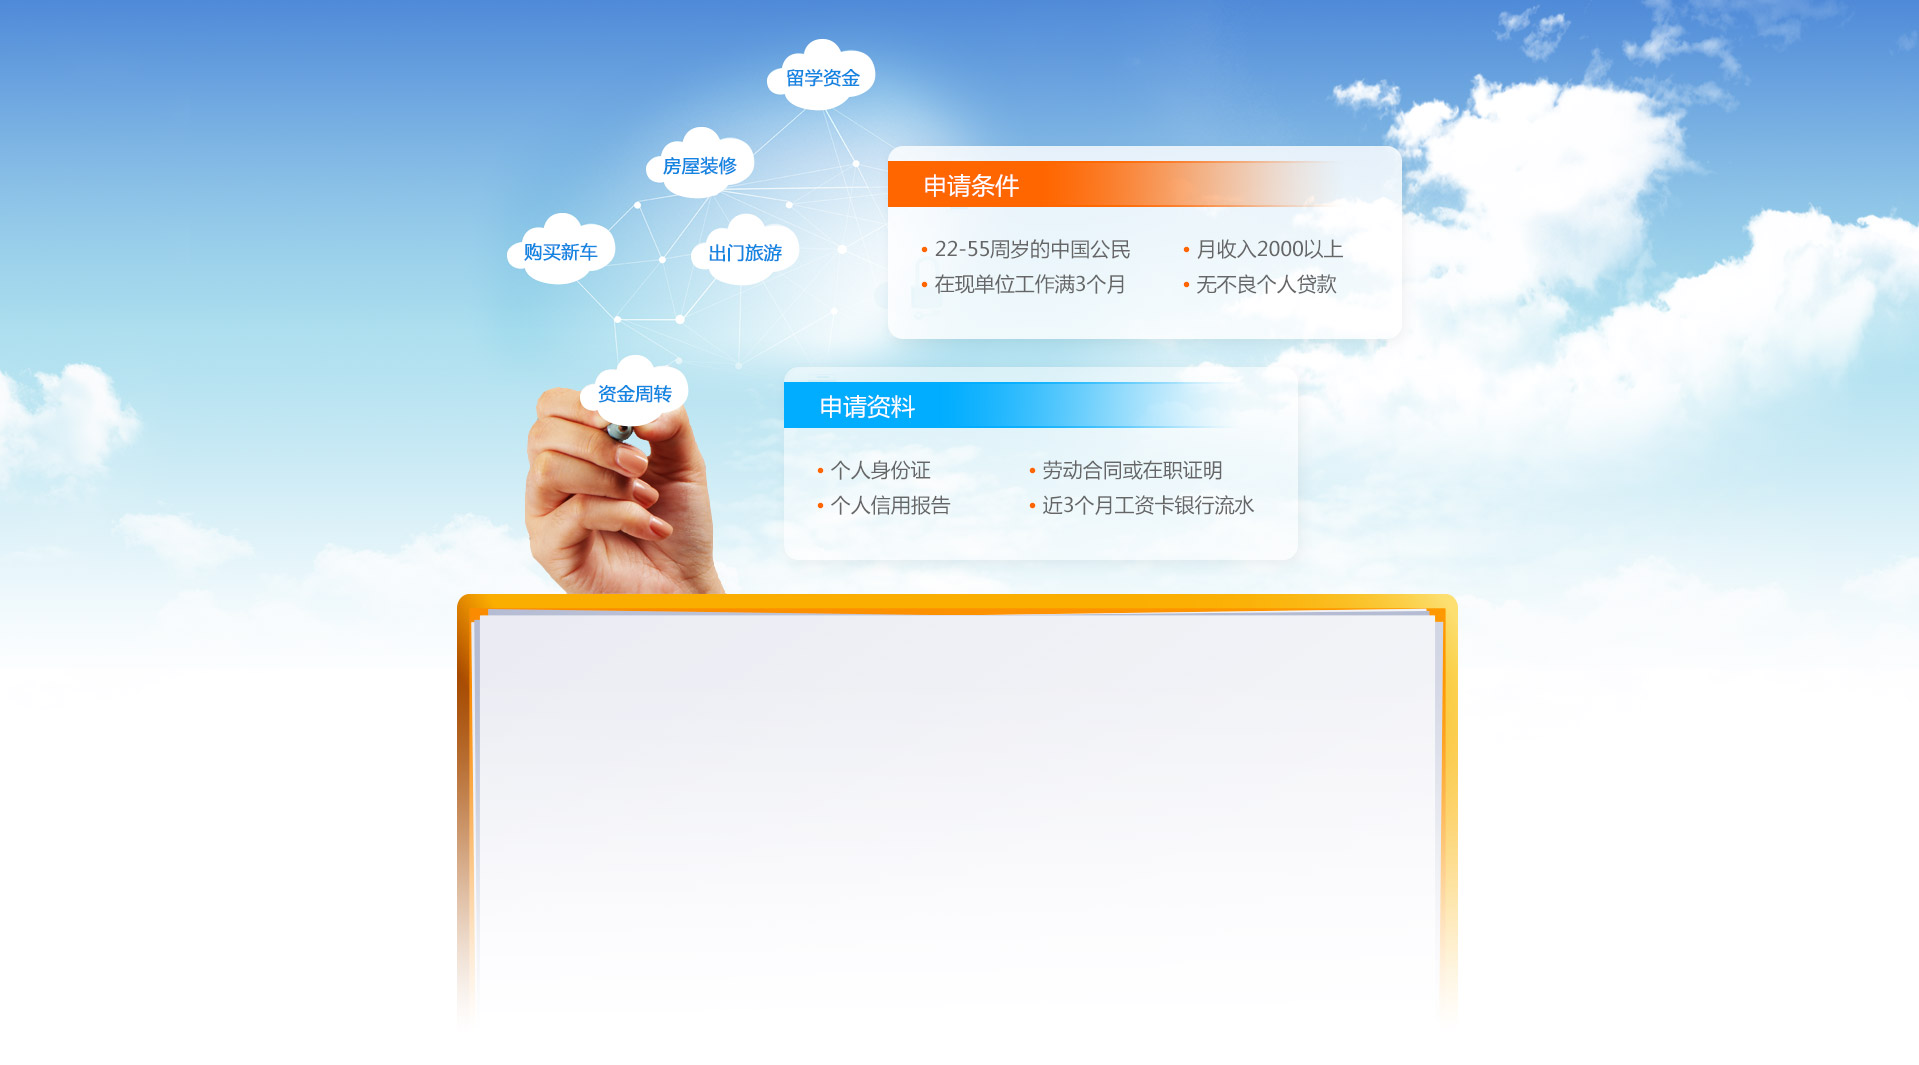 留学资金
房屋装修
购买新车
出门旅游
资金周转
申请条件
• 22-55周岁的中国公民
• 月收入2000以上
• 在现单位工作满3个月
• 无不良个人贷款
申请资料
• 个人身份证
• 劳动合同或在职证明
• 个人信用报告
• 近3个月工资卡银行流水